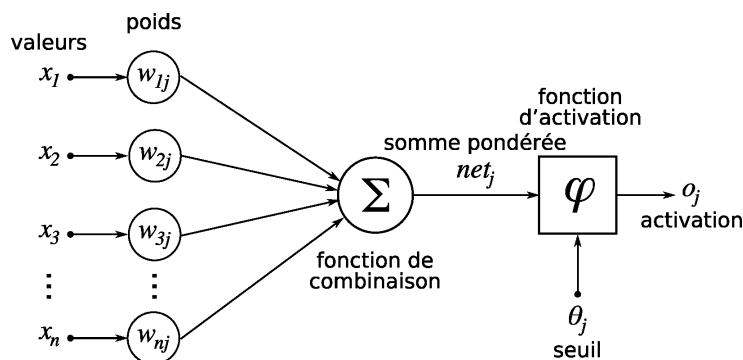 valeurs
poids
x₁
w₁ⱼ
x₂
w₂ⱼ
x₃
w₃ⱼ
⋮
⋮
xₙ
wₙⱼ
Σ
fonction de
combinaison
somme pondérée
netⱼ
fonction
d'activation
φ
oⱼ
activation
θⱼ
seuil